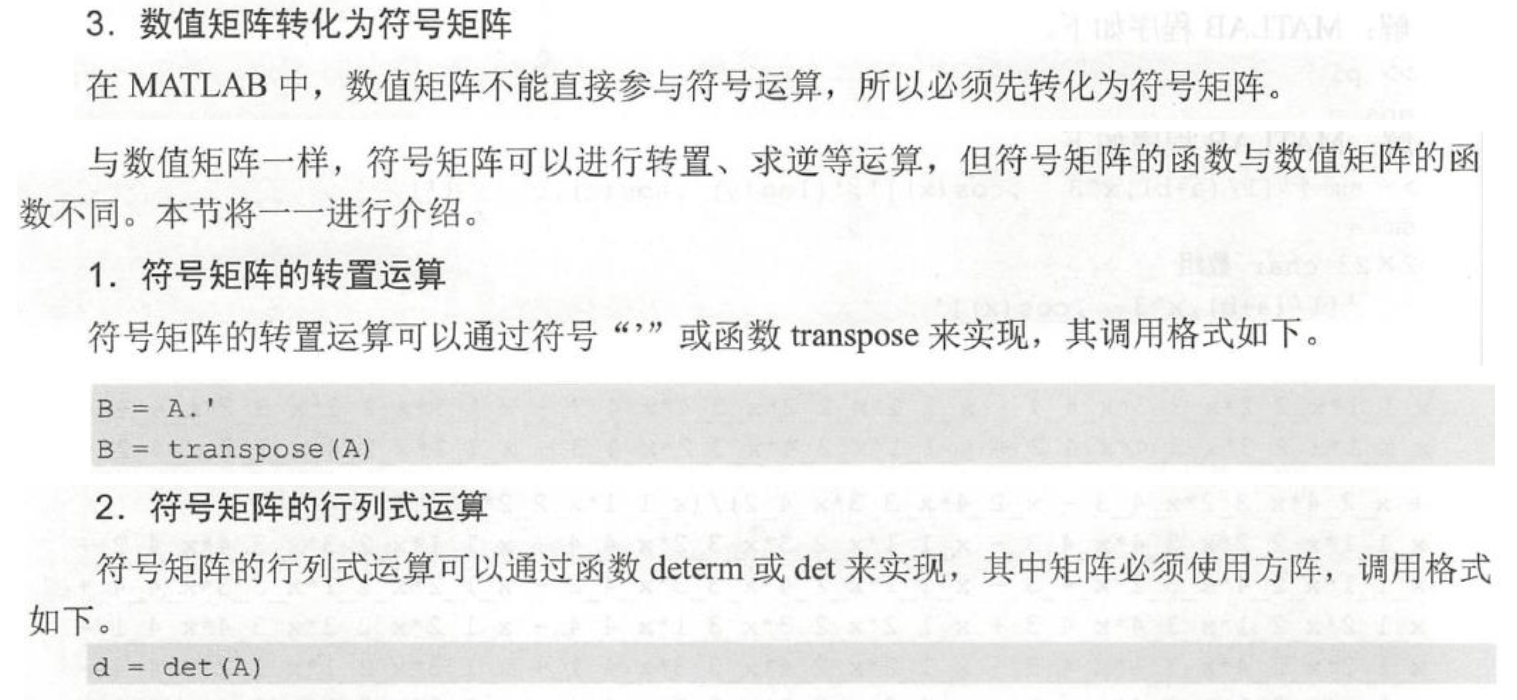 3. 数值矩阵转化为符号矩阵
在 MATLAB 中，数值矩阵不能直接参与符号运算，所以必须先转化为符号矩阵。
与数值矩阵一样，符号矩阵可以进行转置、求逆等运算，但符号矩阵的函数与数值矩阵的函
数不同。本节将一一进行介绍。
1. 符号矩阵的转置运算
符号矩阵的转置运算可以通过符号“’”或函数 transpose 来实现，其调用格式如下。
B = A.'
B = transpose(A)
2. 符号矩阵的行列式运算
符号矩阵的行列式运算可以通过函数 determ 或 det 来实现，其中矩阵必须使用方阵，调用格式
如下。
d = det(A)